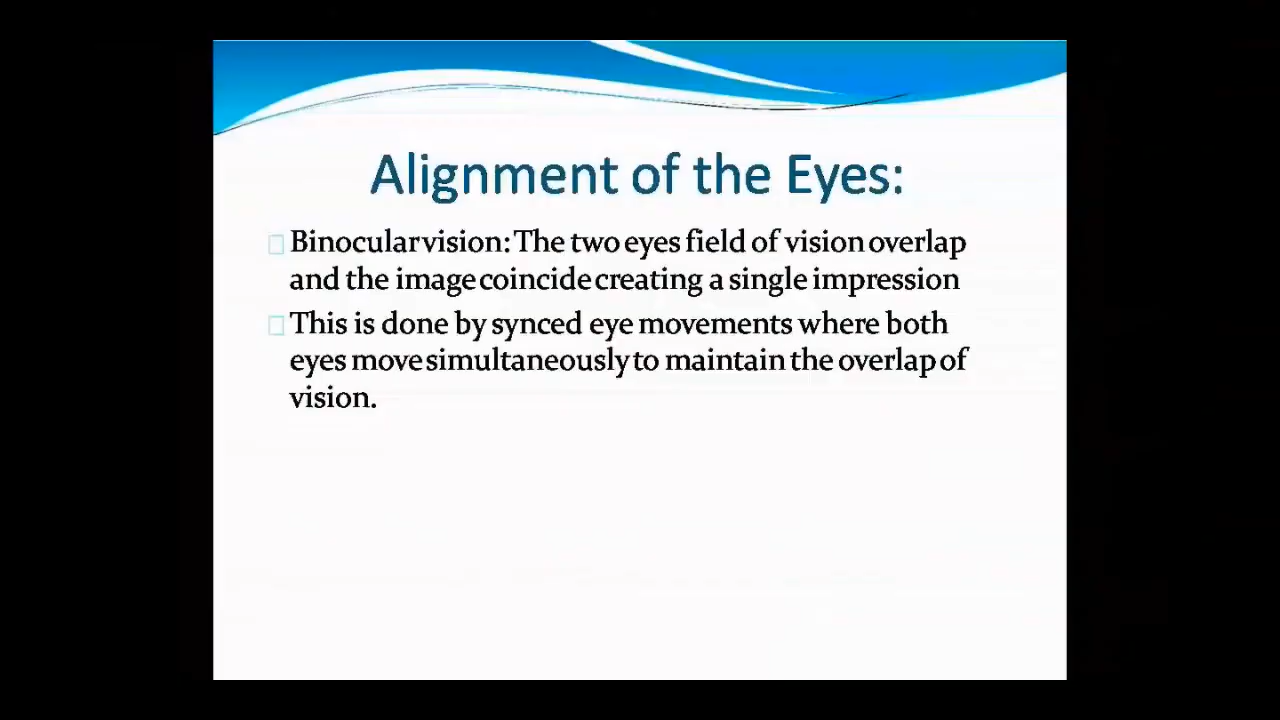 Alignment of the Eyes:
Binocular vision: The two eyes field of vision overlap
and the image coincide creating a single impression
This is done by synced eye movements where both
eyes move simultaneously to maintain the overlap of
vision.